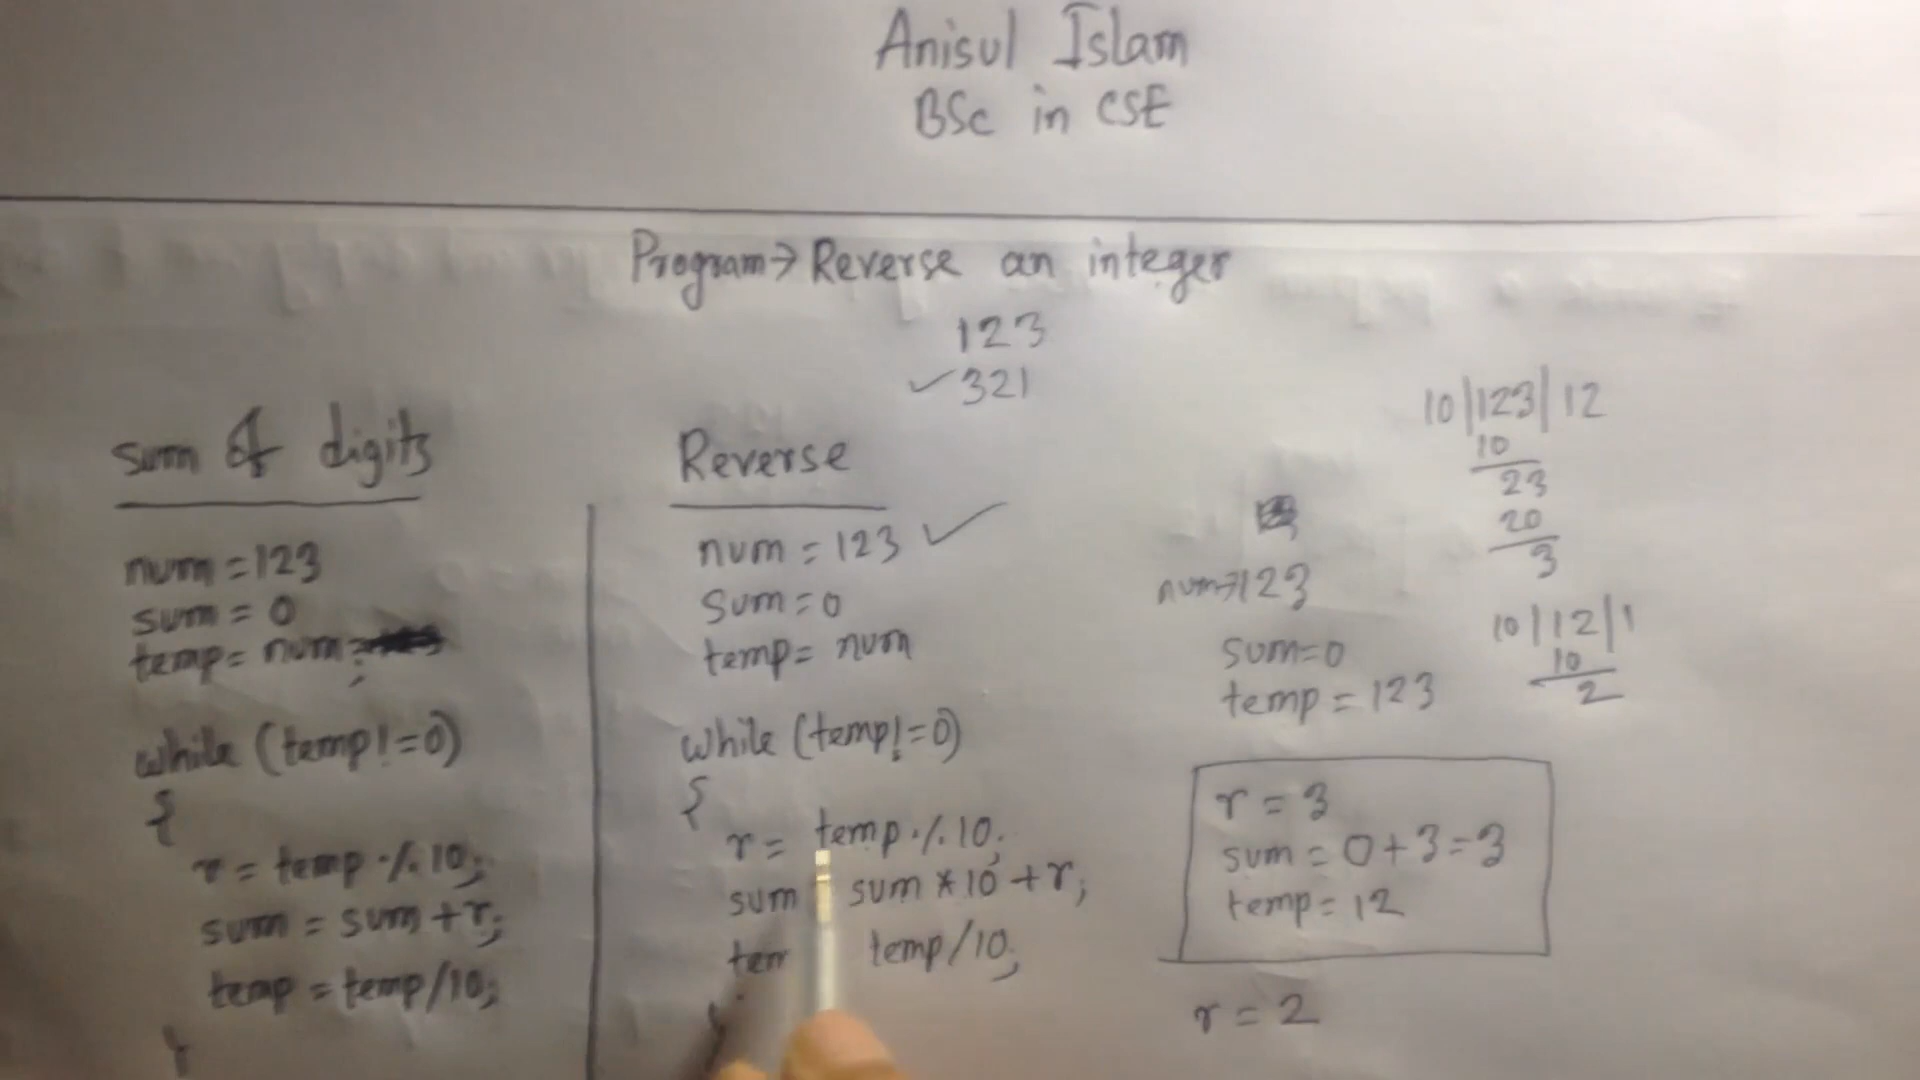 Anisul Islam
BSc in CSE
Program→Reverse an integer
123
✓321
sum of digits
num=123
sum=0
temp=num;
while (temp!=0)
{
r=temp%10;
sum=sum+r;
temp=temp/10;
}
Reverse
num=123 ✓
sum=0
temp=num
while (temp!=0)
{
r= temp%10;
sum sum*10+r;
temp/10;
num→123
sum=0
temp=123
r=3
sum=0+3=3
temp=12
r=2
10|123|12
10
23
20
3
10|12|1
10
2